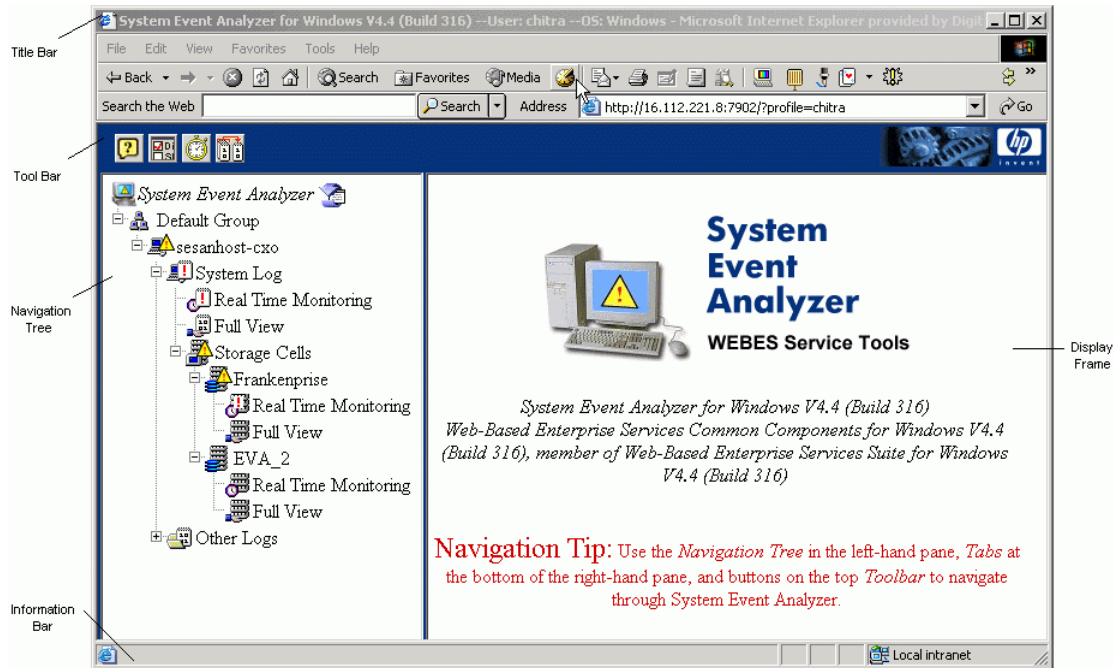 System Event Analyzer for Windows V4.4 (Build 316) --User: chitra --OS: Windows - Microsoft Internet Explorer provided by Digit
Title Bar
File Edit View Favorites Tools Help
Back Search Favorites Media
Search the Web Search Address http://16.112.221.8:7902/?profile=chitra Go
Tool Bar
hp
invent
System Event Analyzer
Default Group
sesanhost-cxo
System Log
Real Time Monitoring
Full View
Storage Cells
Frankenprise
Real Time Monitoring
Full View
EVA_2
Real Time Monitoring
Full View
Other Logs
Navigation
Tree
System
Event
Analyzer
WEBES Service Tools
Display
Frame
System Event Analyzer for Windows V4.4 (Build 316)
Web-Based Enterprise Services Common Components for Windows V4.4
(Build 316), member of Web-Based Enterprise Services Suite for Windows
V4.4 (Build 316)
Navigation Tip: Use the Navigation Tree in the left-hand pane, Tabs at
the bottom of the right-hand pane, and buttons on the top Toolbar to navigate
through System Event Analyzer.
Information
Bar
Local intranet